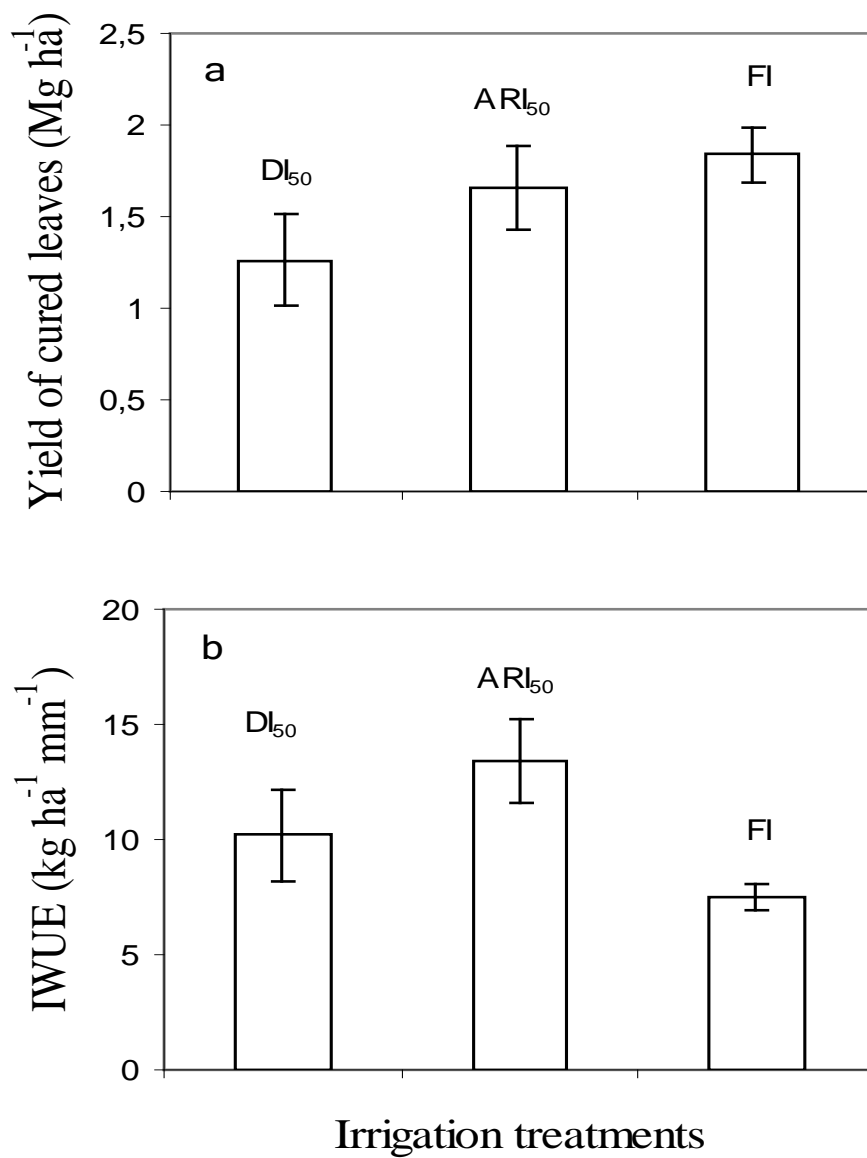 Yield of cured leaves (Mg ha⁻¹)
2,5
2
1,5
1
0,5
0
a
DI₅₀
ARI₅₀
FI
IWUE (kg ha⁻¹ mm⁻¹)
20
15
10
5
0
b
DI₅₀
ARI₅₀
FI
Irrigation treatments